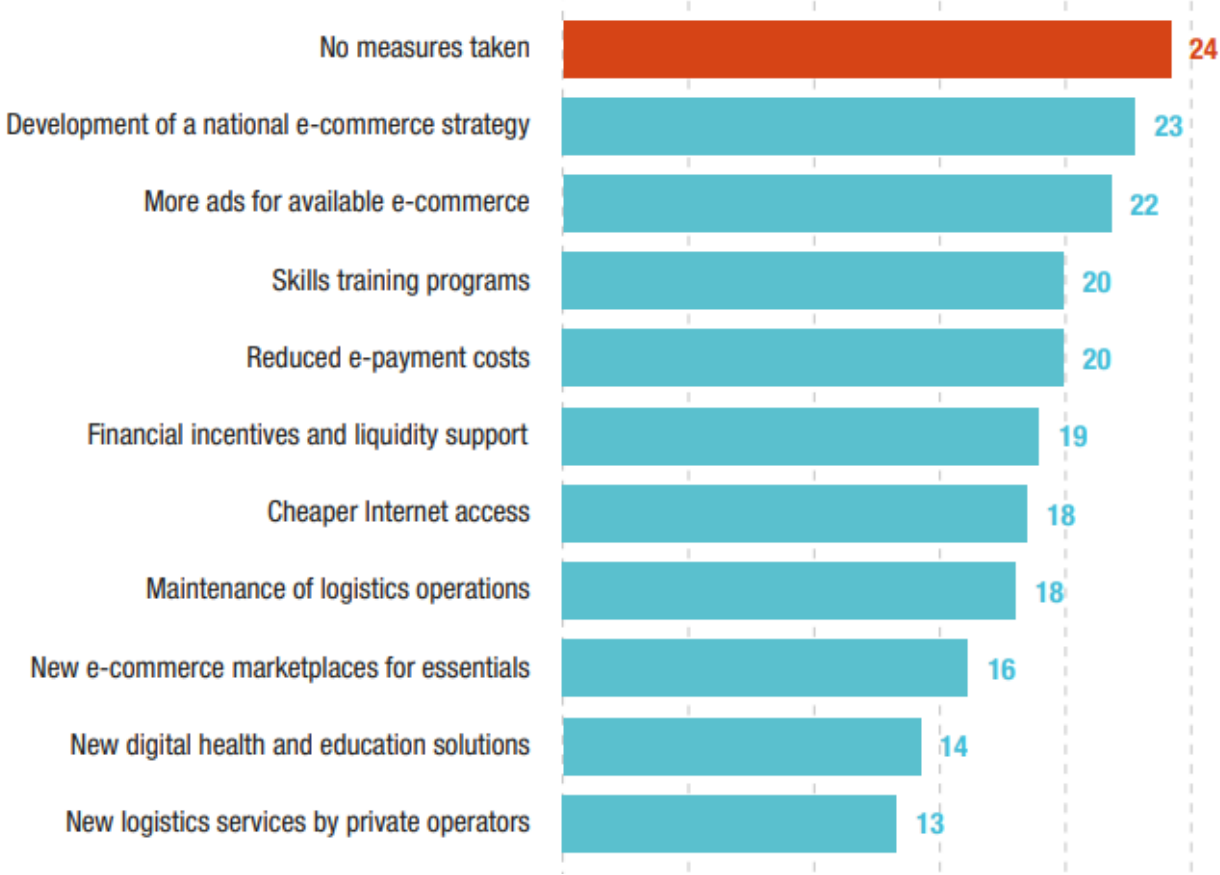 No measures taken 24
Development of a national e-commerce strategy 23
More ads for available e-commerce 22
Skills training programs 20
Reduced e-payment costs 20
Financial incentives and liquidity support 19
Cheaper Internet access 18
Maintenance of logistics operations 18
New e-commerce marketplaces for essentials 16
New digital health and education solutions 14
New logistics services by private operators 13